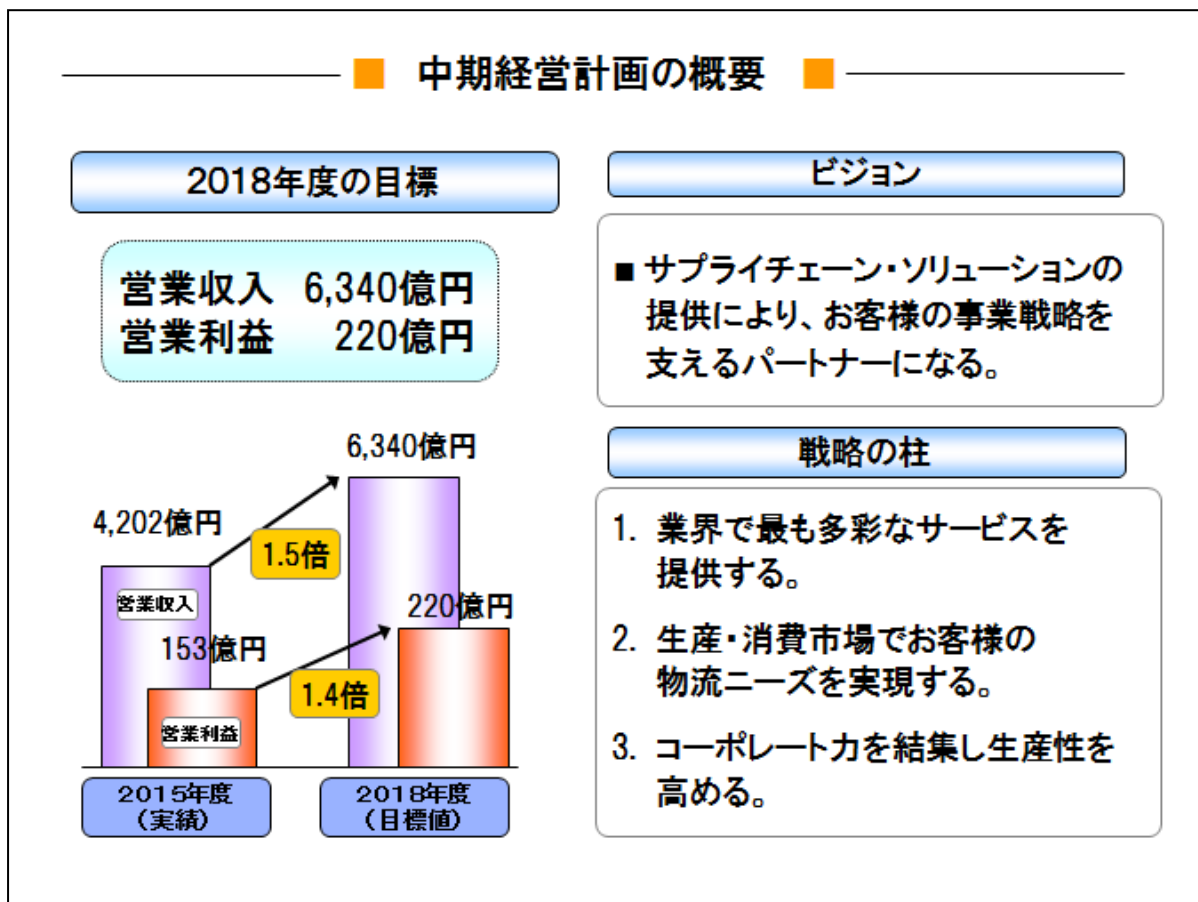 ■ 中期経営計画の概要 ■
2018年度の目標
営業収入 6,340億円
営業利益 220億円
6,340億円
4,202億円
1.5倍
営業収入
220億円
153億円
1.4倍
営業利益
2015年度
(実績)
2018年度
(目標値)
ビジョン
■ サプライチェーン・ソリューションの
提供により、お客様の事業戦略を
支えるパートナーになる。
戦略の柱
1. 業界で最も多彩なサービスを
提供する。
2. 生産・消費市場でお客様の
物流ニーズを実現する。
3. コーポレート力を結集し生産性を
高める。